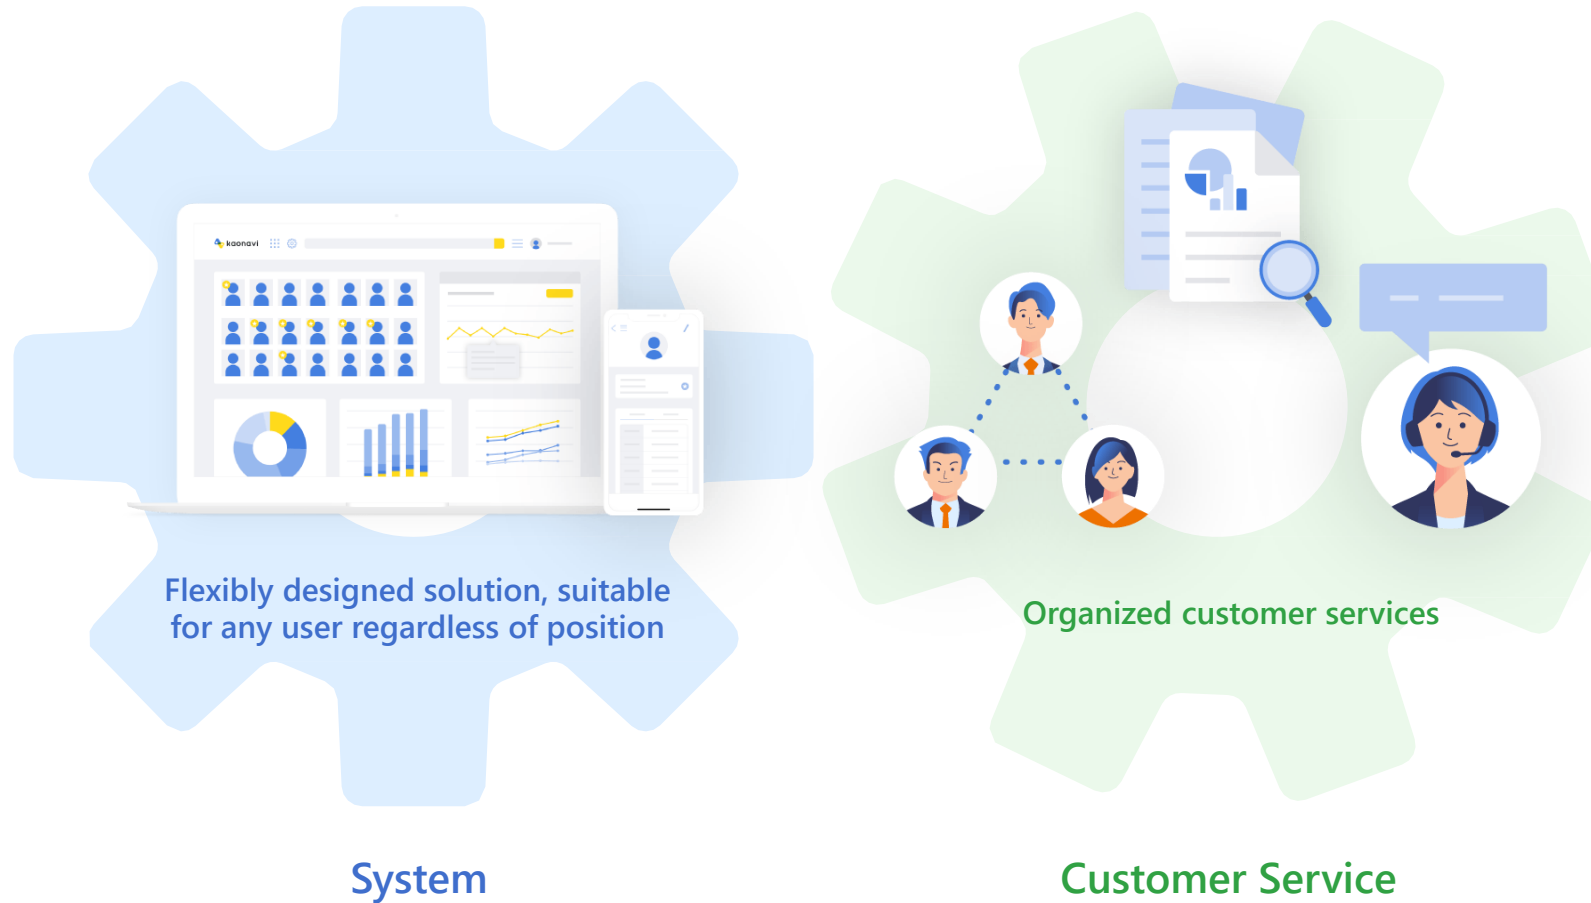 kaonavi
Flexibly designed solution, suitable
for any user regardless of position
Organized customer services
System
Customer Service